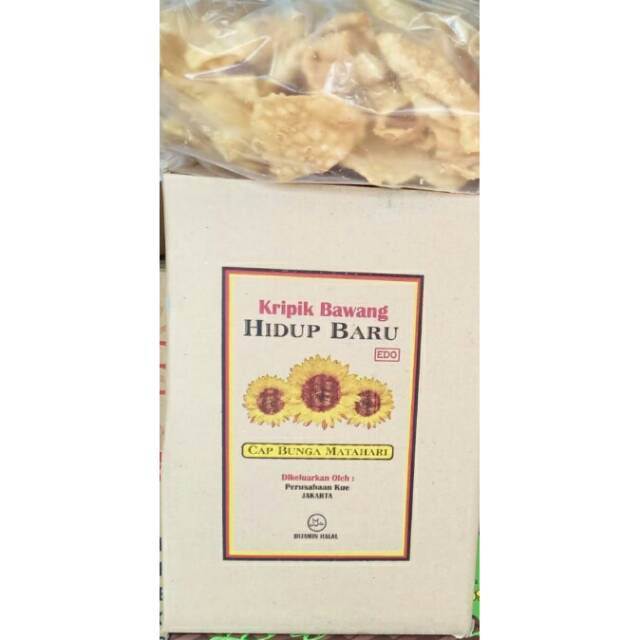 Kripik Bawang
HIDUP BARU
EDO
CAP BUNGA MATAHARI
Dikeluarkan Oleh :
Perusahaan Kue
JAKARTA
DIJAMIN HALAL